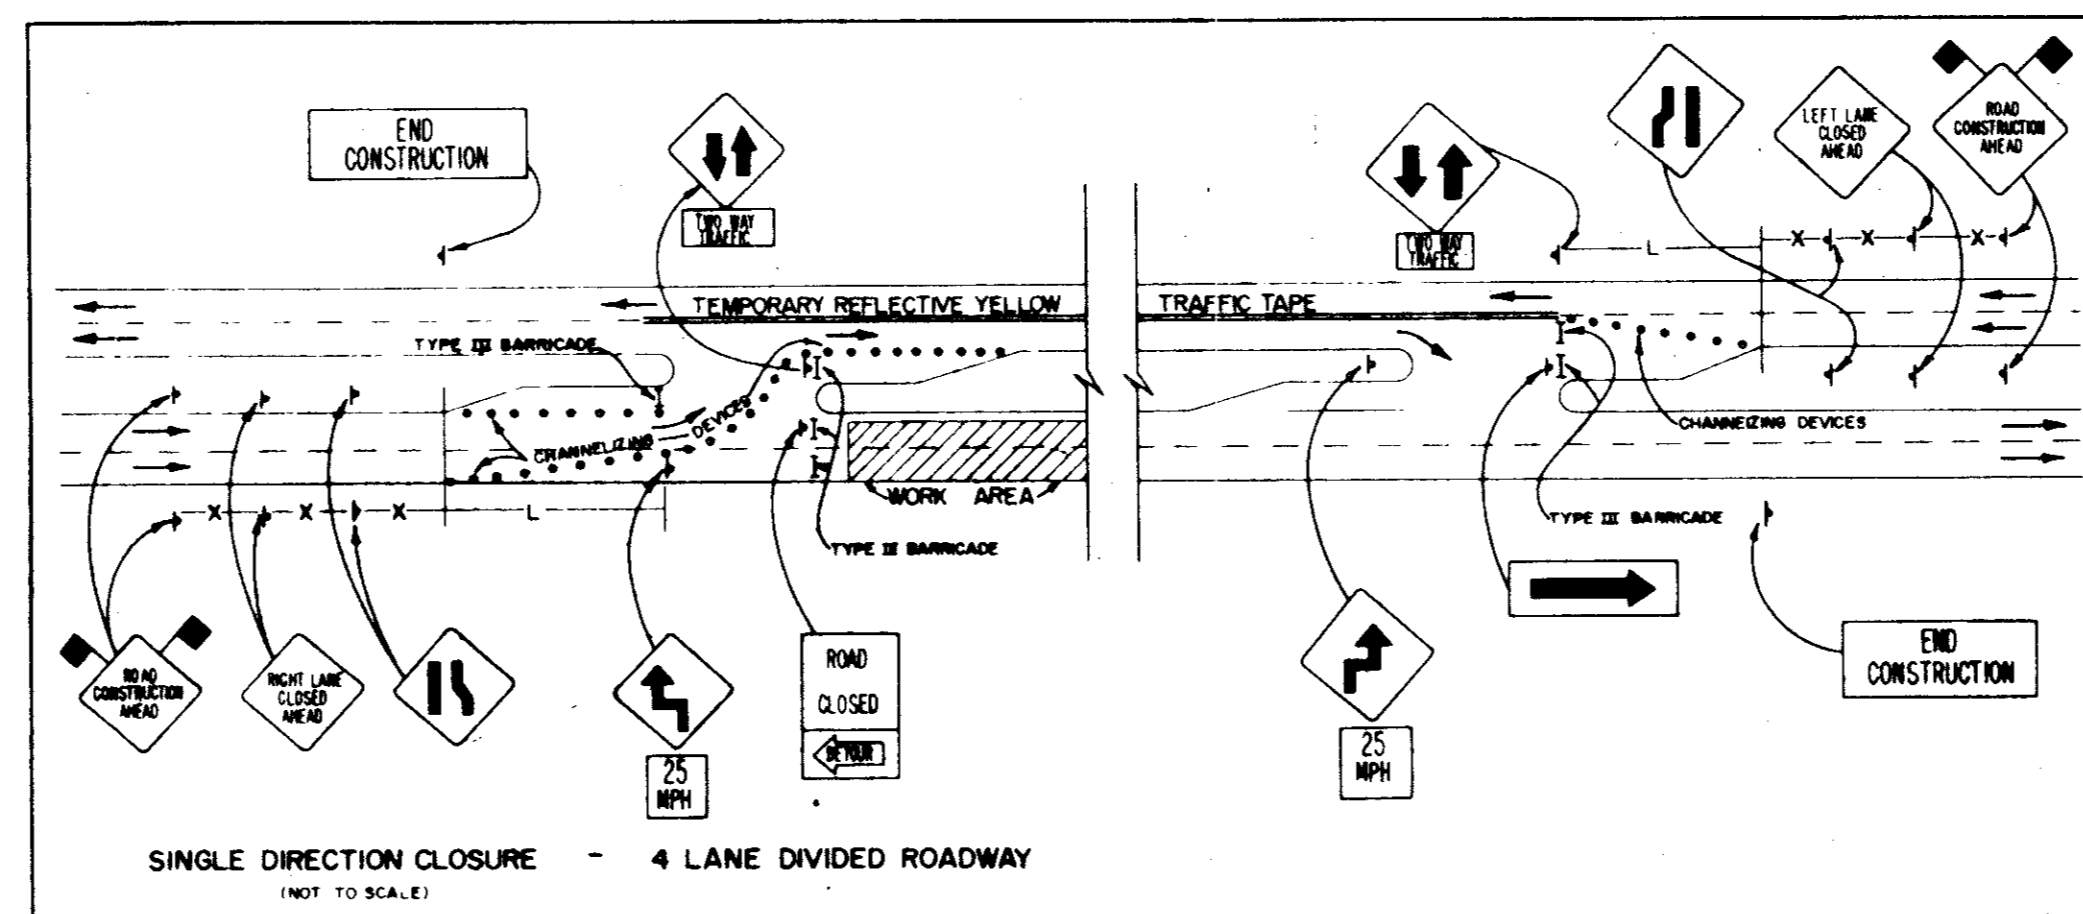 END
CONSTRUCTION
TWO WAY
TRAFFIC
TWO WAY
TRAFFIC
LEFT LANE
CLOSED
AHEAD
ROAD
CONSTRUCTION
AHEAD
X X X
L
TEMPORARY REFLECTIVE YELLOW TRAFFIC TAPE
TYPE III BARRICADE
CHANNELIZING DEVICES
CHANNEIZING DEVICES
X X X
L
WORK AREA
TYPE III BARRICADE
TYPE III BARRICADE
ROAD
CONSTRUCTION
AHEAD
RIGHT LANE
CLOSED
AHEAD
25
MPH
ROAD
CLOSED
DETOUR
25
MPH
END
CONSTRUCTION
SINGLE DIRECTION CLOSURE - 4 LANE DIVIDED ROADWAY
(NOT TO SCALE)